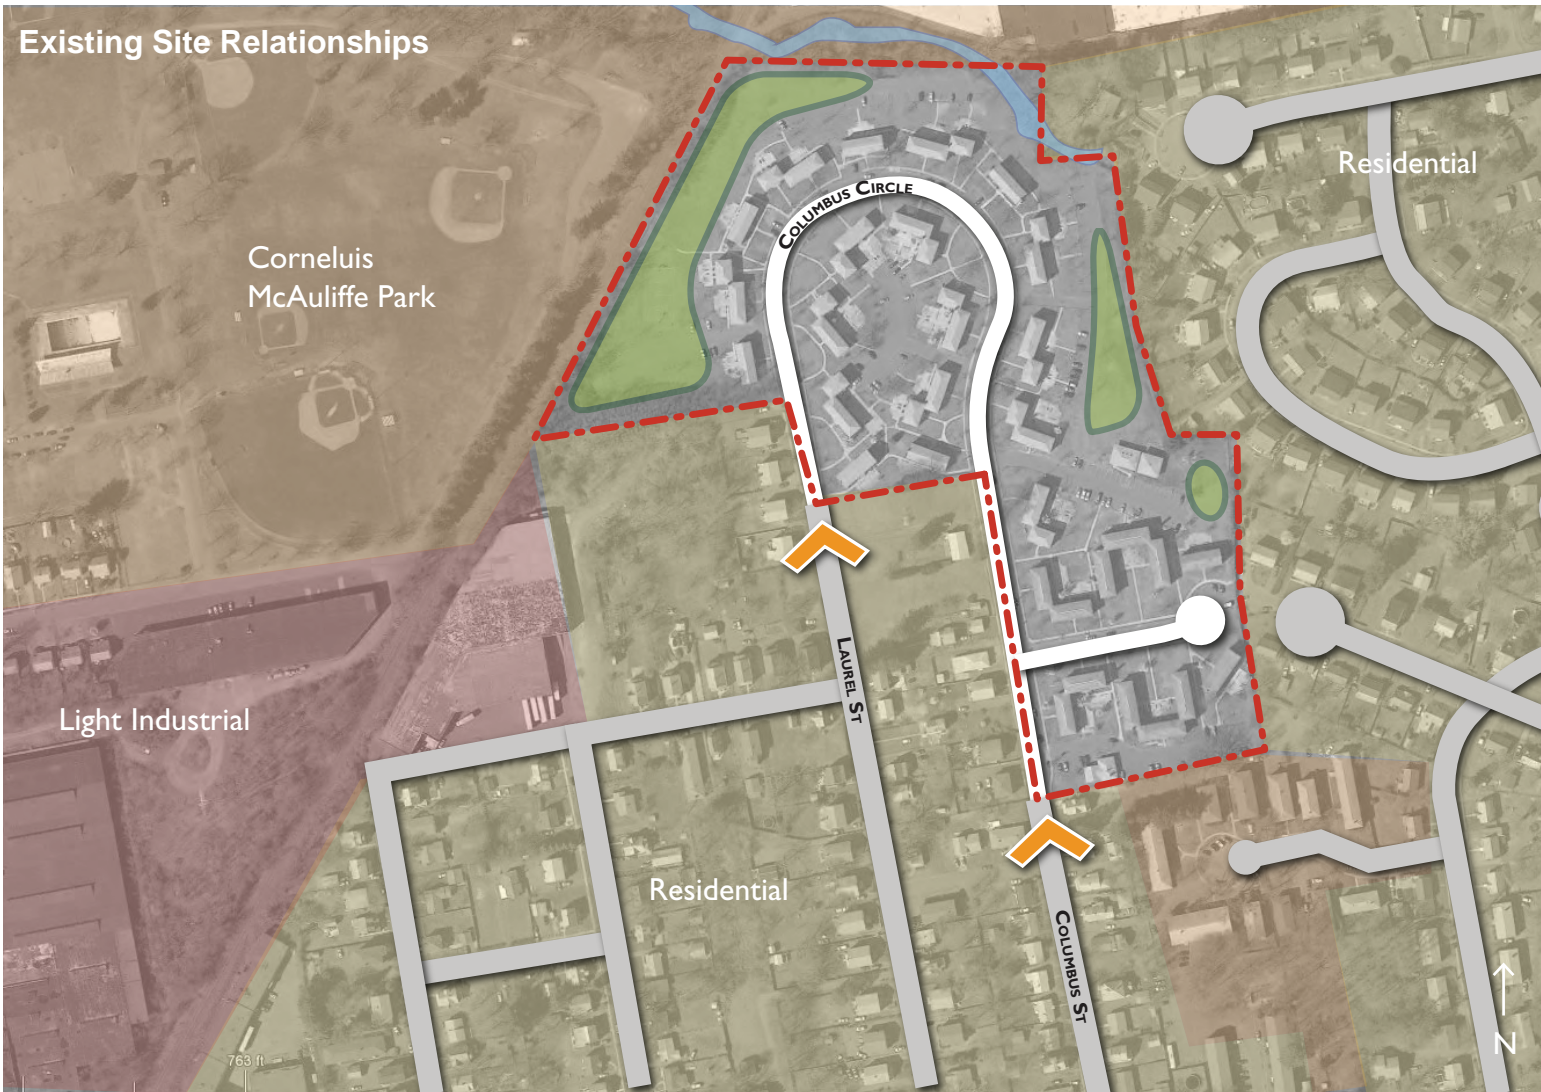 Existing Site Relationships
Residential
COLUMBUS CIRCLE
Corneluis
McAuliffe Park
LAUREL ST
Light Industrial
Residential
COLUMBUS ST
763 ft
N